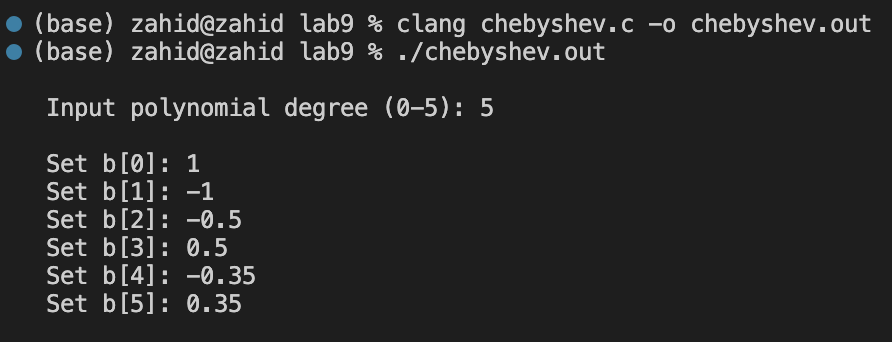 (base) zahid@zahid lab9 % clang chebyshev.c -o chebyshev.out
(base) zahid@zahid lab9 % ./chebyshev.out
Input polynomial degree (0-5): 5
Set b[0]: 1
Set b[1]: -1
Set b[2]: -0.5
Set b[3]: 0.5
Set b[4]: -0.35
Set b[5]: 0.35